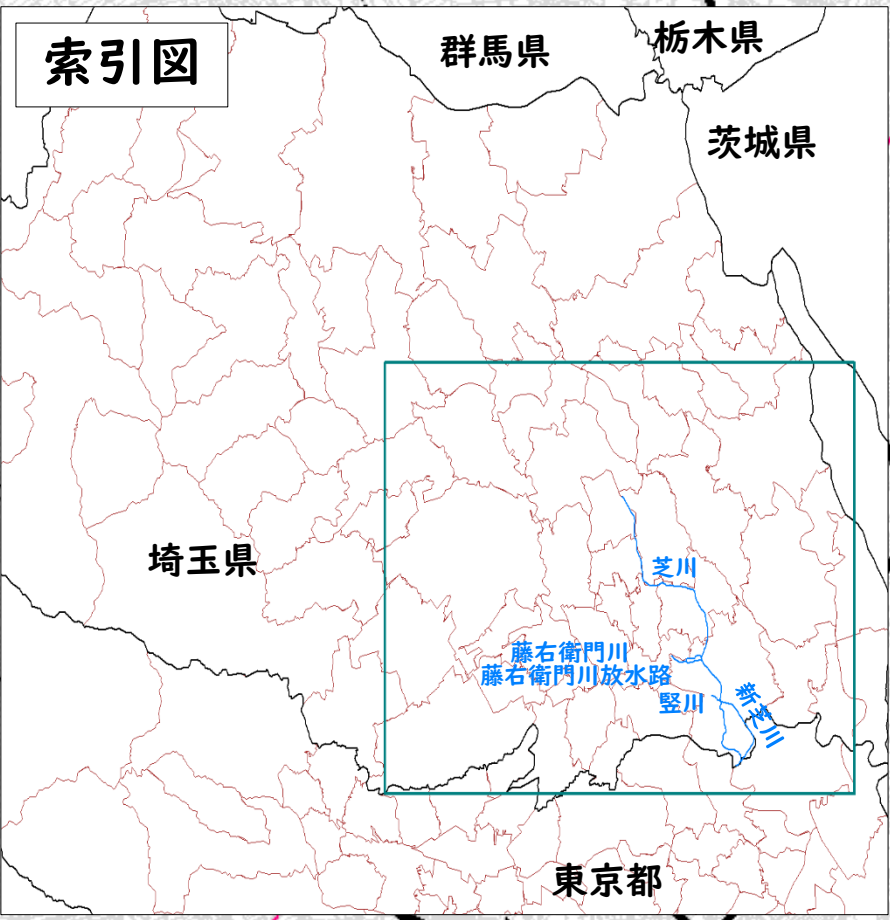 索引図
群馬県
栃木県
茨城県
埼玉県
芝川
藤右衛門川
藤右衛門川放水路
竪川
新芝川
東京都